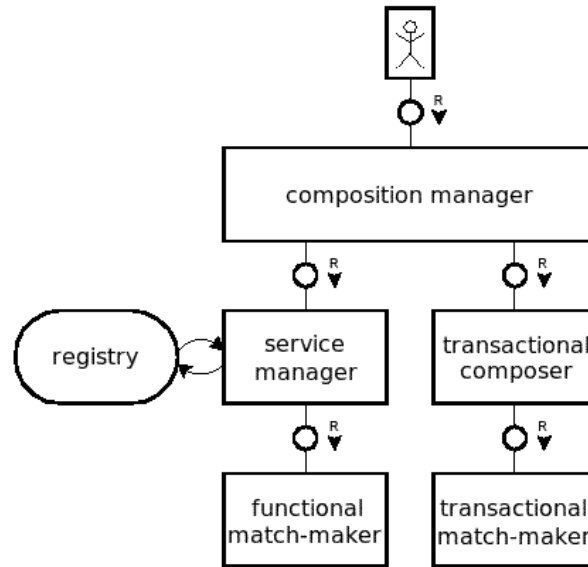 R
composition manager
R
R
registry
service
manager
transactional
composer
R
R
functional
match-maker
transactional
match-maker